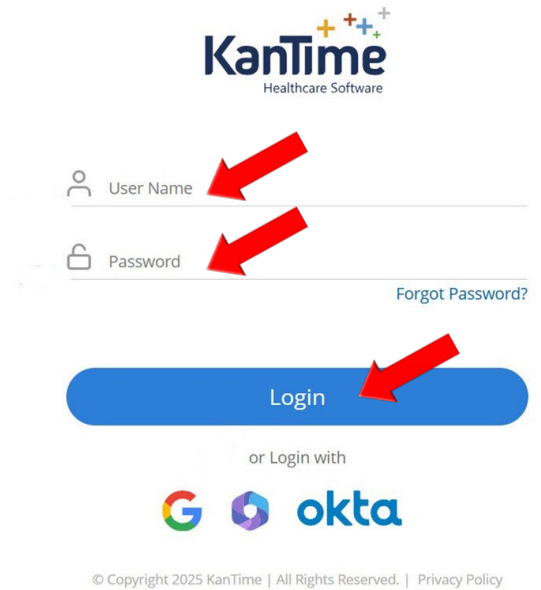 KanTime
Healthcare Software
User Name
Password
Forgot Password?
Login
or Login with
G
okta
© Copyright 2025 KanTime | All Rights Reserved. | Privacy Policy